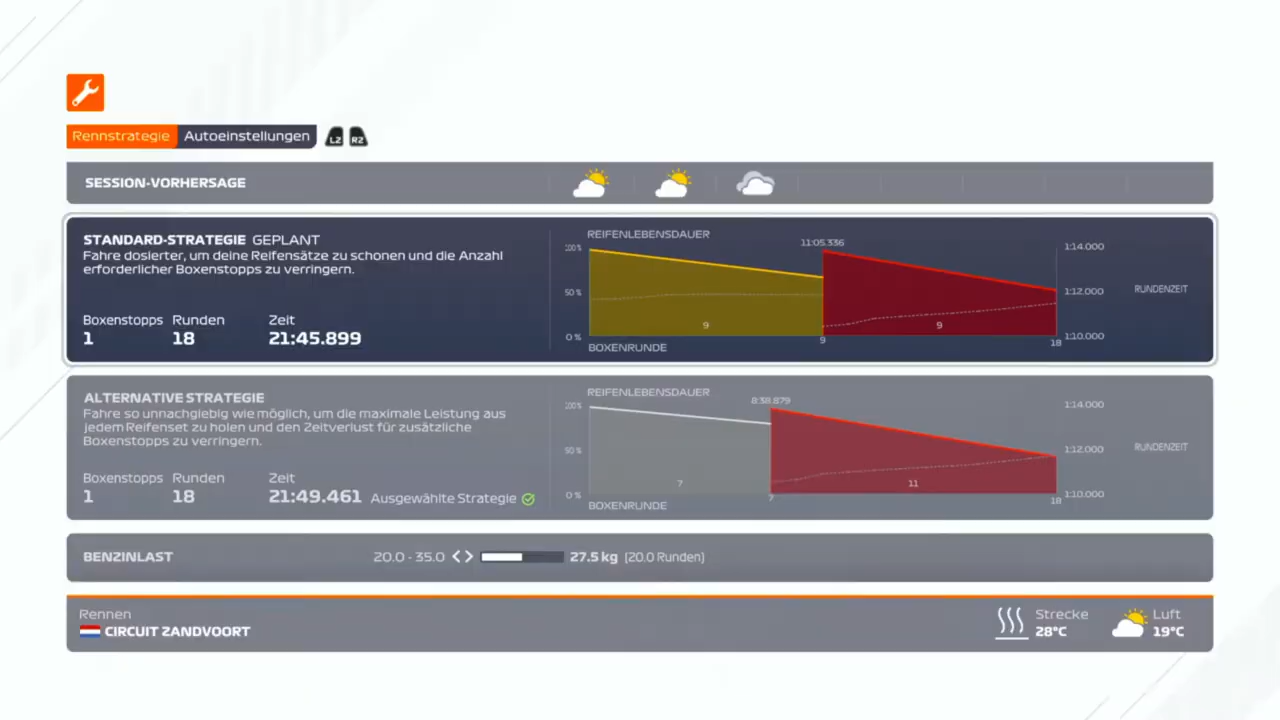 Rennstrategie Autoeinstellungen L2 R2
SESSION-VORHERSAGE
STANDARD-STRATEGIE GEPLANT
Fahre dosierter, um deine Reifensätze zu schonen und die Anzahl
erforderlicher Boxenstopps zu verringern.
Boxenstopps Runden Zeit
1 18 21:45.899
REIFENLEBENSDAUER 11:05.336
100% 1:14.000
50% 1:12.000 RUNDENZEIT
9 9
0% 9 18 1:10.000
BOXENRUNDE
ALTERNATIVE STRATEGIE
Fahre so unnachgiebig wie möglich, um die maximale Leistung aus
jedem Reifenset zu holen und den Zeitverlust für zusätzliche
Boxenstopps zu verringern.
Boxenstopps Runden Zeit
1 18 21:49.461 Ausgewählte Strategie
REIFENLEBENSDAUER 8:38.879
100% 1:14.000
50% 1:12.000 RUNDENZEIT
7 11
0% 7 18 1:10.000
BOXENRUNDE
BENZINLAST 20.0 - 35.0 27.5 kg (20.0 Runden)
Rennen
CIRCUIT ZANDVOORT
Strecke Luft
28°C 19°C